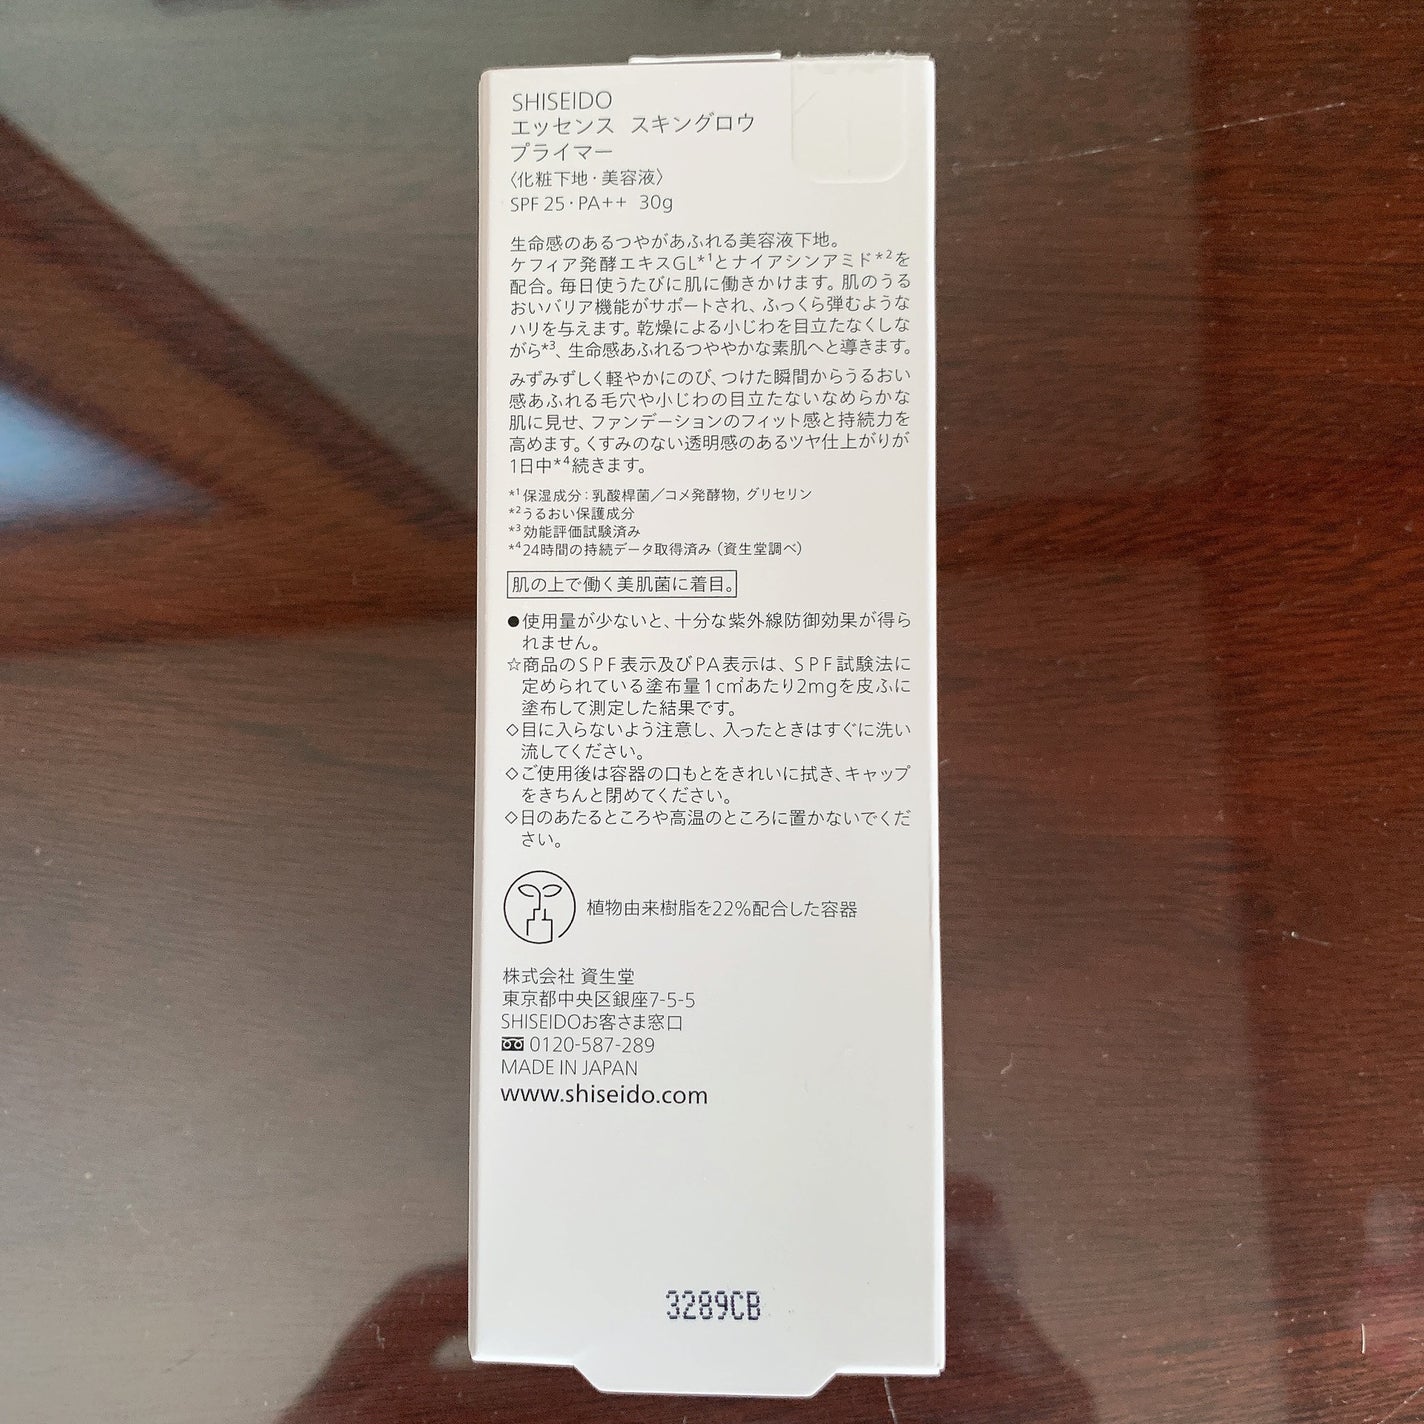 SHISEIDO
エッセンス スキングロウ
プライマー
〈化粧下地・美容液〉
SPF 25・PA++ 30g
生命感のあるつやがあふれる美容液下地。
ケフィア発酵エキスGL*1とナイアシンアミド*2を
配合。毎日使うたびに肌に働きかけます。肌のうる
おいバリア機能がサポートされ、ふっくら弾むような
ハリを与えます。乾燥による小じわを目立たなくしな
がら*3、生命感あふれるつややかな素肌へと導きます。
みずみずしく軽やかにのび、つけた瞬間からうるおい
感あふれる毛穴や小じわの目立たないなめらかな
肌に見せ、ファンデーションのフィット感と持続力を
高めます。くすみのない透明感のあるツヤ仕上がりが
1日中*4続きます。
*1保湿成分：乳酸桿菌／コメ発酵物, グリセリン
*2うるおい保護成分
*3効能評価試験済み
*424時間の持続データ取得済み（資生堂調べ）
肌の上で働く美肌菌に着目。
●使用量が少ないと、十分な紫外線防御効果が得ら
れません。
☆商品のSPF表示及びPA表示は、SPF試験法に
定められている塗布量1c㎡あたり2mgを皮ふに
塗布して測定した結果です。
◇目に入らないよう注意し、入ったときはすぐに洗い
流してください。
◇ご使用後は容器の口もとをきれいに拭き、キャップ
をきちんと閉めてください。
◇日のあたるところや高温のところに置かないでくだ
さい。
植物由来樹脂を22%配合した容器
株式会社 資生堂
東京都中央区銀座7-5-5
SHISEIDOお客さま窓口
0120-587-289
MADE IN JAPAN
www.shiseido.com
3289CB